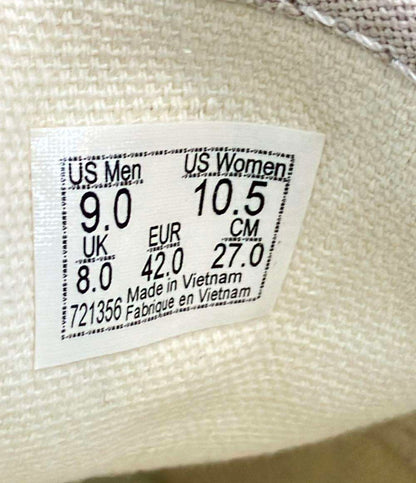 US Men US Women
9.0 10.5
UK EUR CM
8.0 42.0 27.0
Made in Vietnam
721356 Fabrique en Vietnam